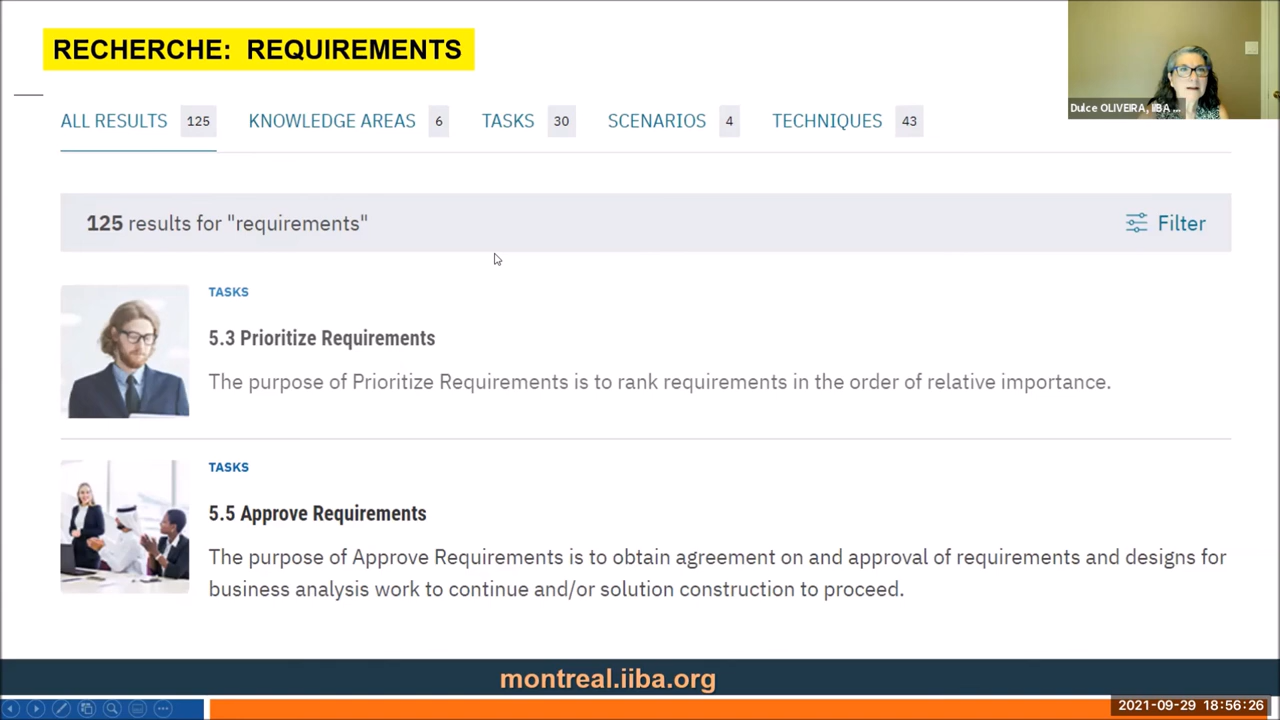 RECHERCHE: REQUIREMENTS
Dulce OLIVEIRA, IIBA ...
ALL RESULTS 125 KNOWLEDGE AREAS 6 TASKS 30 SCENARIOS 4 TECHNIQUES 43
125 results for "requirements" Filter
TASKS
5.3 Prioritize Requirements
The purpose of Prioritize Requirements is to rank requirements in the order of relative importance.
TASKS
5.5 Approve Requirements
The purpose of Approve Requirements is to obtain agreement on and approval of requirements and designs for
business analysis work to continue and/or solution construction to proceed.
montreal.iiba.org
2021-09-29 18:56:26